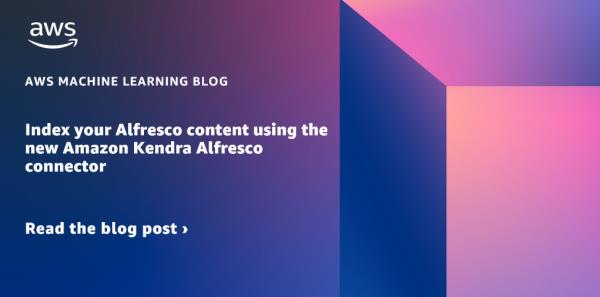 aws
AWS MACHINE LEARNING BLOG
Index your Alfresco content using the
new Amazon Kendra Alfresco
connector
Read the blog post ›